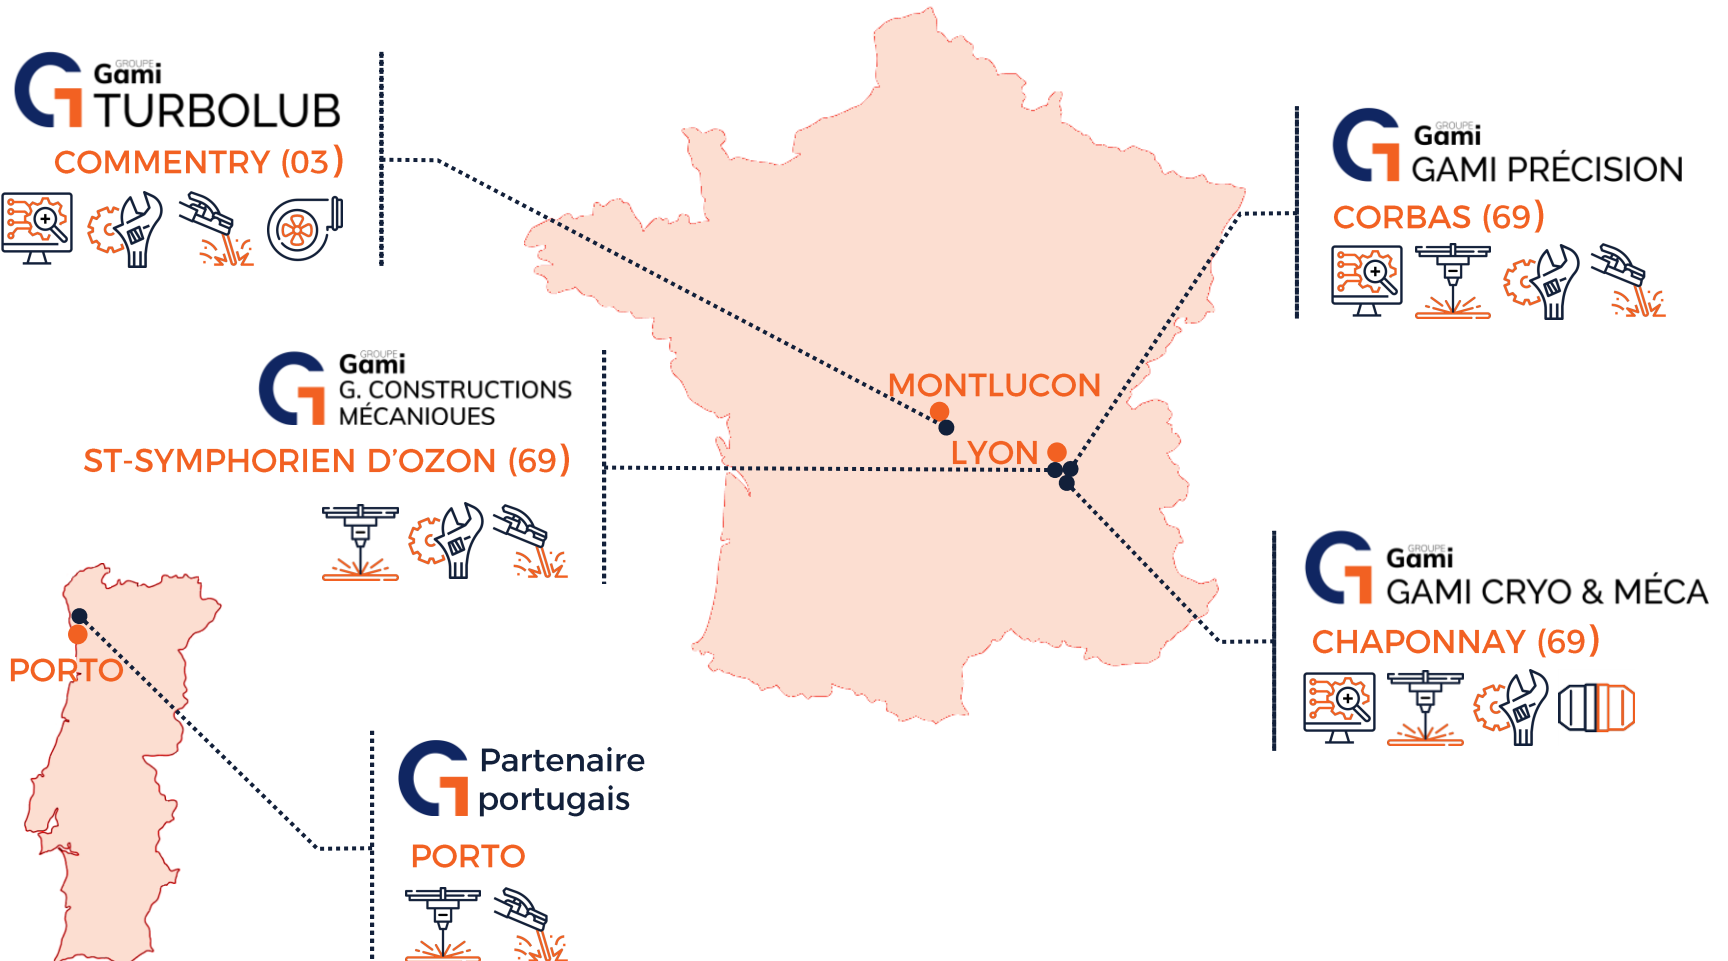 GROUPE
Gami
TURBOLUB
COMMENTRY (03)
GROUPE
Gami
GAMI PRÉCISION
CORBAS (69)
GROUPE
Gami
G. CONSTRUCTIONS
MÉCANIQUES
ST-SYMPHORIEN D’OZON (69)
MONTLUCON
LYON
GROUPE
Gami
GAMI CRYO & MÉCA
CHAPONNAY (69)
PORTO
Partenaire
portugais
PORTO